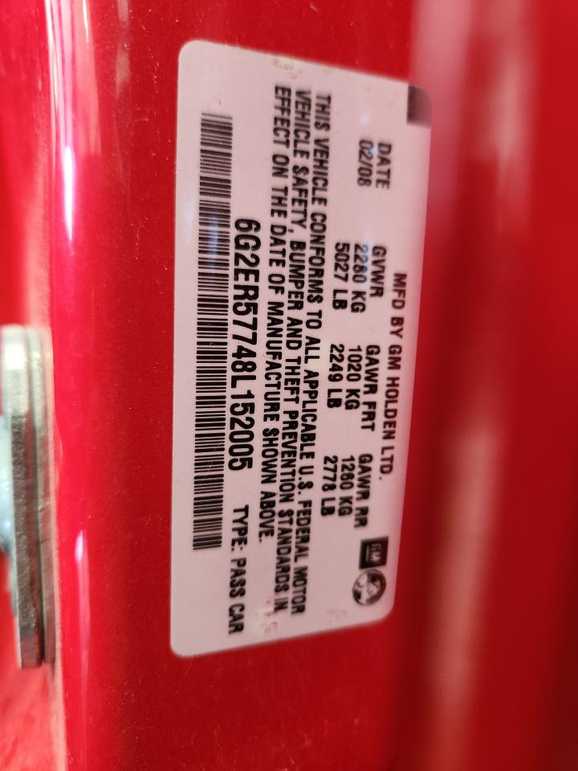 MFD BY GM HOLDEN LTD.
DATE GVWR GAWR FRT GAWR RR
02/08 2280 KG 1020 KG 1260 KG
5027 LB 2249 LB 2778 LB
THIS VEHICLE CONFORMS TO ALL APPLICABLE U.S. FEDERAL MOTOR
VEHICLE SAFETY, BUMPER AND THEFT PREVENTION STANDARDS IN
EFFECT ON THE DATE OF MANUFACTURE SHOWN ABOVE.
6G2ER57748L152005 TYPE: PASS CAR
GM